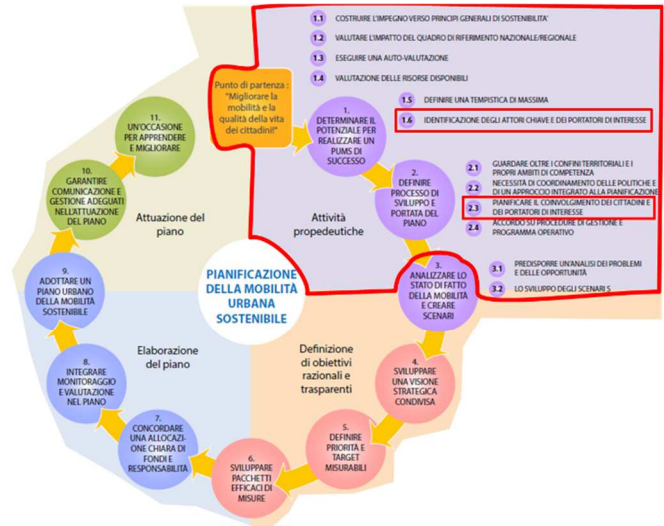 1.1 COSTRUIRE L'IMPEGNO VERSO PRINCIPI GENERALI DI SOSTENIBILITA'
1.2 VALUTARE L'IMPATTO DEL QUADRO DI RIFERIMENTO NAZIONALE/REGIONALE
1.3 ESEGUIRE UNA AUTO-VALUTAZIONE
1.4 VALUTAZIONE DELLE RISORSE DISPONIBILI
1.5 DEFINIRE UNA TEMPISTICA DI MASSIMA
1.6 IDENTIFICAZIONE DEGLI ATTORI CHIAVE E DEI PORTATORI DI INTERESSE
Punto di partenza :
"Migliorare la
mobilità e la
qualità della vita
dei cittadini!"
1.
DETERMINARE IL
POTENZIALE PER
REALIZZARE UN
PUMS DI
SUCCESSO
2.1 GUARDARE OLTRE I CONFINI TERRITORIALI E I
PROPRI AMBITI DI COMPETENZA
2.2 NECESSITÀ DI COORDINAMENTO DELLE POLITICHE E
DI UN APPROCCIO INTEGRATO ALLA PIANIFICAZIONE
2.3 PIANIFICARE IL COINVOLGIMENTO DEI CITTADINI E
DEI PORTATORI DI INTERESSE
2.4 ACCORDO SU PROCEDURE DI GESTIONE E
PROGRAMMA OPERATIVO
2.
DEFINIRE
PROCESSO DI
SVILUPPO E
PORTATA DEL
PIANO
Attività
propedeutiche
3.1 PREDISPORRE UN'ANALISI DEI PROBLEMI
E DELLE OPPORTUNITÀ
3.2 LO SVILUPPO DEGLI SCENARI S
3.
ANALIZZARE LO
STATO DI FATTO
DELLA MOBILITÀ
E CREARE
SCENARI
PIANIFICAZIONE
DELLA MOBILITÀ
URBANA
SOSTENIBILE
Definizione
di obiettivi
razionali e
trasparenti
4.
SVILUPPARE
UNA VISIONE
STRATEGICA
CONDIVISA
5.
DEFINIRE
PRIORITÀ E
TARGET
MISURABILI
6.
SVILUPPARE
PACCHETTI
EFFICACI DI
MISURE
Elaborazione
del piano
7.
CONCORDARE
UNA ALLOCAZI-
ONE CHIARA DI
FONDI E
RESPONSABILITÀ
8.
INTEGRARE
MONITORAGGIO
E VALUTAZIONE
NEL PIANO
9.
ADOTTARE UN
PIANO URBANO
DELLA MOBILITÀ
SOSTENIBILE
Attuazione del
piano
10.
GARANTIRE
COMUNICAZIONE E
GESTIONE ADEGUATI
NELL'ATTUAZIONE
DEL PIANO
11.
UN'OCCASIONE
PER APPRENDERE
E MIGLIORARE